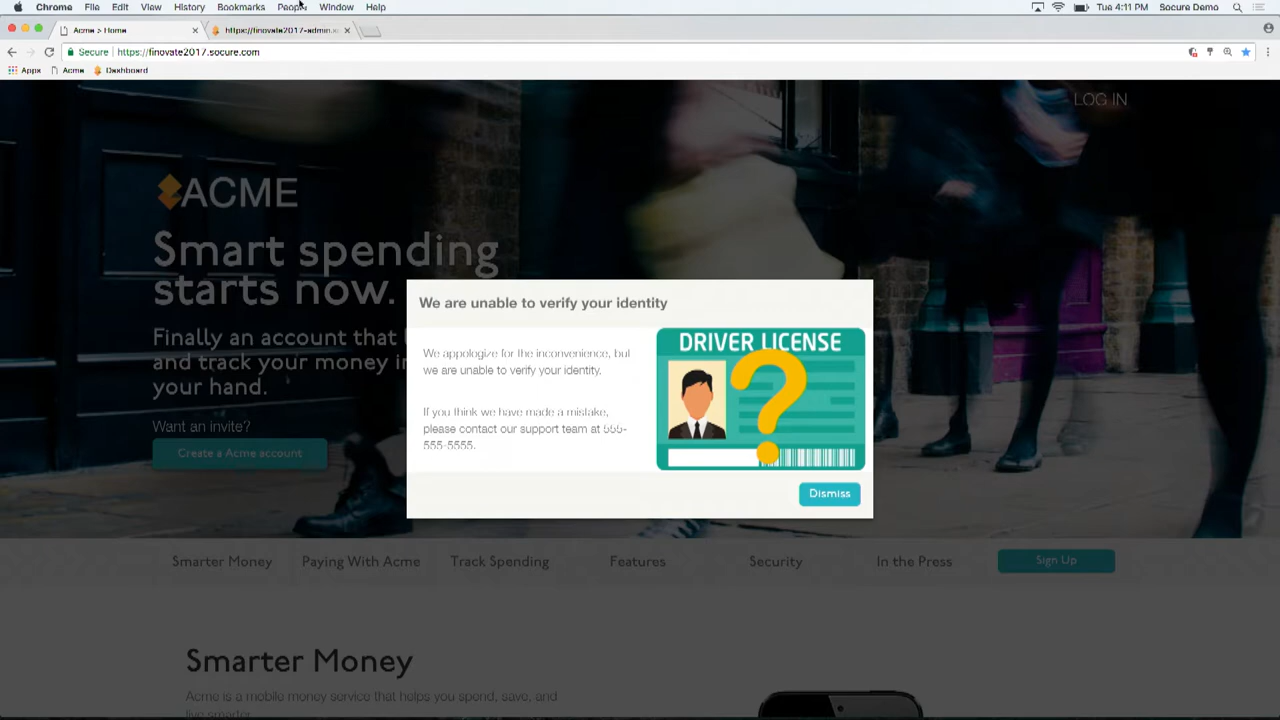 Chrome File Edit View History Bookmarks People Window Help Tue 4:11 PM Socure Demo
Acme > Home https://finovate2017-admin.s
Secure https://finovate2017.socure.com
Apps Acme Dashboard
LOG IN
ACME
Smart spending
starts now.
Finally an account that
and track your money in
your hand.
Want an invite?
Create a Acme account
We are unable to verify your identity
We appologize for the inconvenience, but
we are unable to verify your identity.
If you think we have made a mistake,
please contact our support team at 555-
555-5555.
DRIVER LICENSE
?
Dismiss
Smarter Money Paying With Acme Track Spending Features Security In the Press Sign Up
Smarter Money
Acme is a mobile money service that helps you spend, save, and
live smarter.